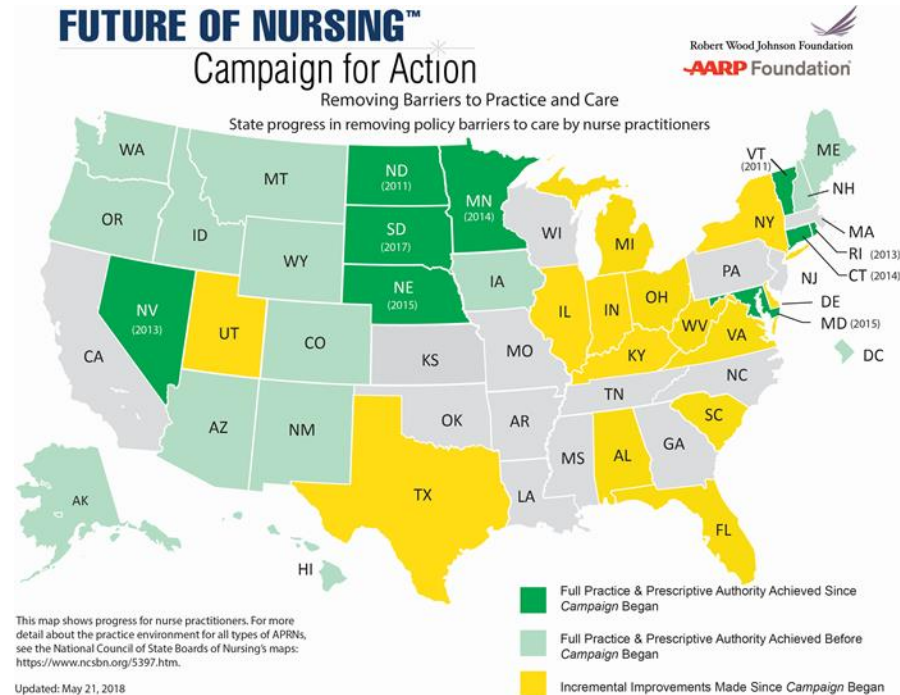 FUTURE OF NURSING™
Campaign for Action
Robert Wood Johnson Foundation
AARP Foundation
Removing Barriers to Practice and Care
State progress in removing policy barriers to care by nurse practitioners
WA
MT
ND
(2011)
MN
(2014)
VT
(2011)
ME
NH
OR
ID
SD
(2017)
WI
NY
MA
MI
RI (2013)
WY
CT (2014)
IA
PA
NJ
NE
(2015)
NV
(2013)
OH
DE
IL
IN
MD (2015)
UT
CO
WV
VA
CA
KS
MO
KY
DC
NC
TN
AZ
NM
OK
AR
SC
MS
AL
GA
TX
LA
AK
FL
HI
Full Practice & Prescriptive Authority Achieved Since
Campaign Began
Full Practice & Prescriptive Authority Achieved Before
Campaign Began
Incremental Improvements Made Since Campaign Began
This map shows progress for nurse practitioners. For more
detail about the practice environment for all types of APRNs,
see the National Council of State Boards of Nursing's maps:
https://www.ncsbn.org/5397.htm.
Updated: May 21, 2018